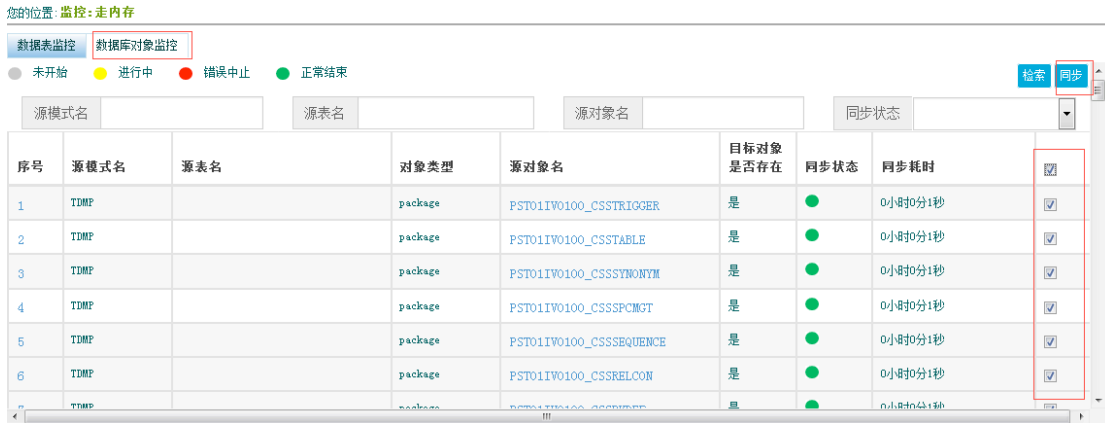 您的位置:监控:走内存
数据表监控 数据库对象监控
未开始 进行中 错误中止 正常结束 检索 同步
源模式名 源表名 源对象名 同步状态
序号 源模式名 源表名 对象类型 源对象名 目标对象是否存在 同步状态 同步耗时
1 TDMP package PST01IV0100_CSSTRIGGER 是 0小时0分1秒
2 TDMP package PST01IV0100_CSSTABLE 是 0小时0分1秒
3 TDMP package PST01IV0100_CSSSYNONYM 是 0小时0分1秒
4 TDMP package PST01IV0100_CSSSPCMGT 是 0小时0分1秒
5 TDMP package PST01IV0100_CSSSEQUENCE 是 0小时0分1秒
6 TDMP package PST01IV0100_CSSRELCON 是 0小时0分1秒